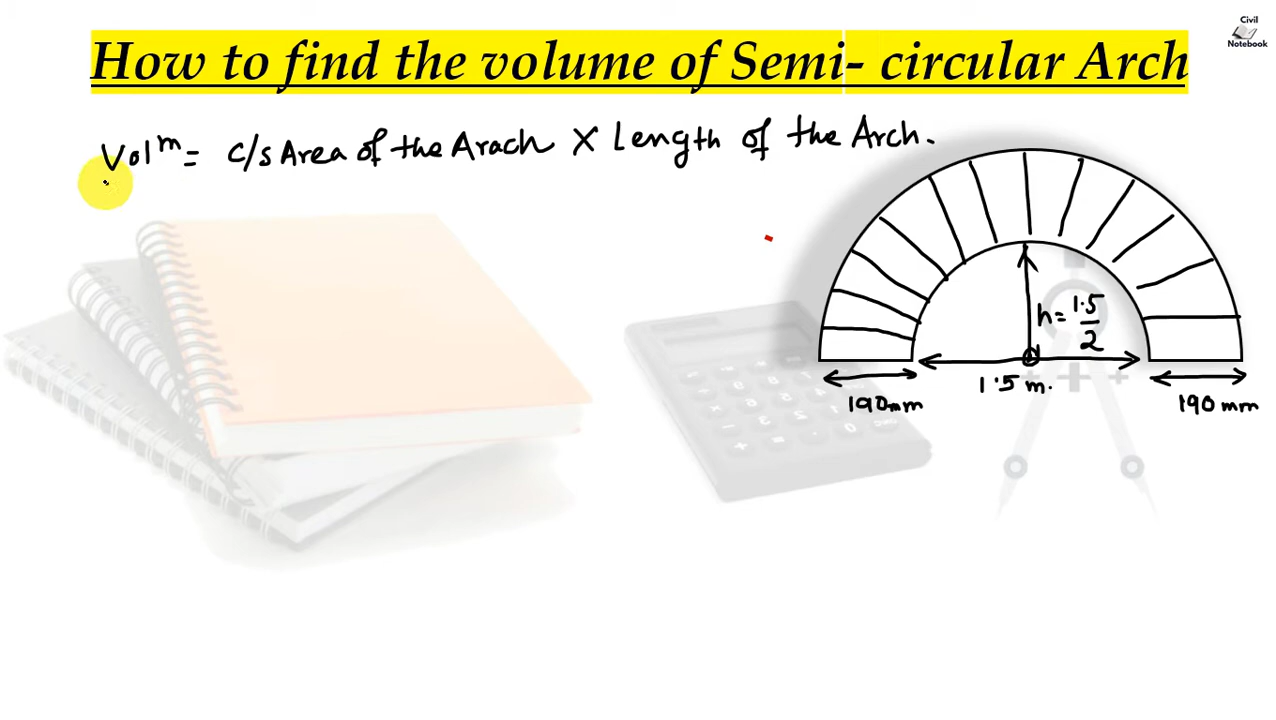 Civil
Notebook
How to find the volume of Semi- circular Arch
Volm = C/s Area of the Arach X Length of the Arch.
h= 1.5
2
1.5 m.
190mm
190 mm